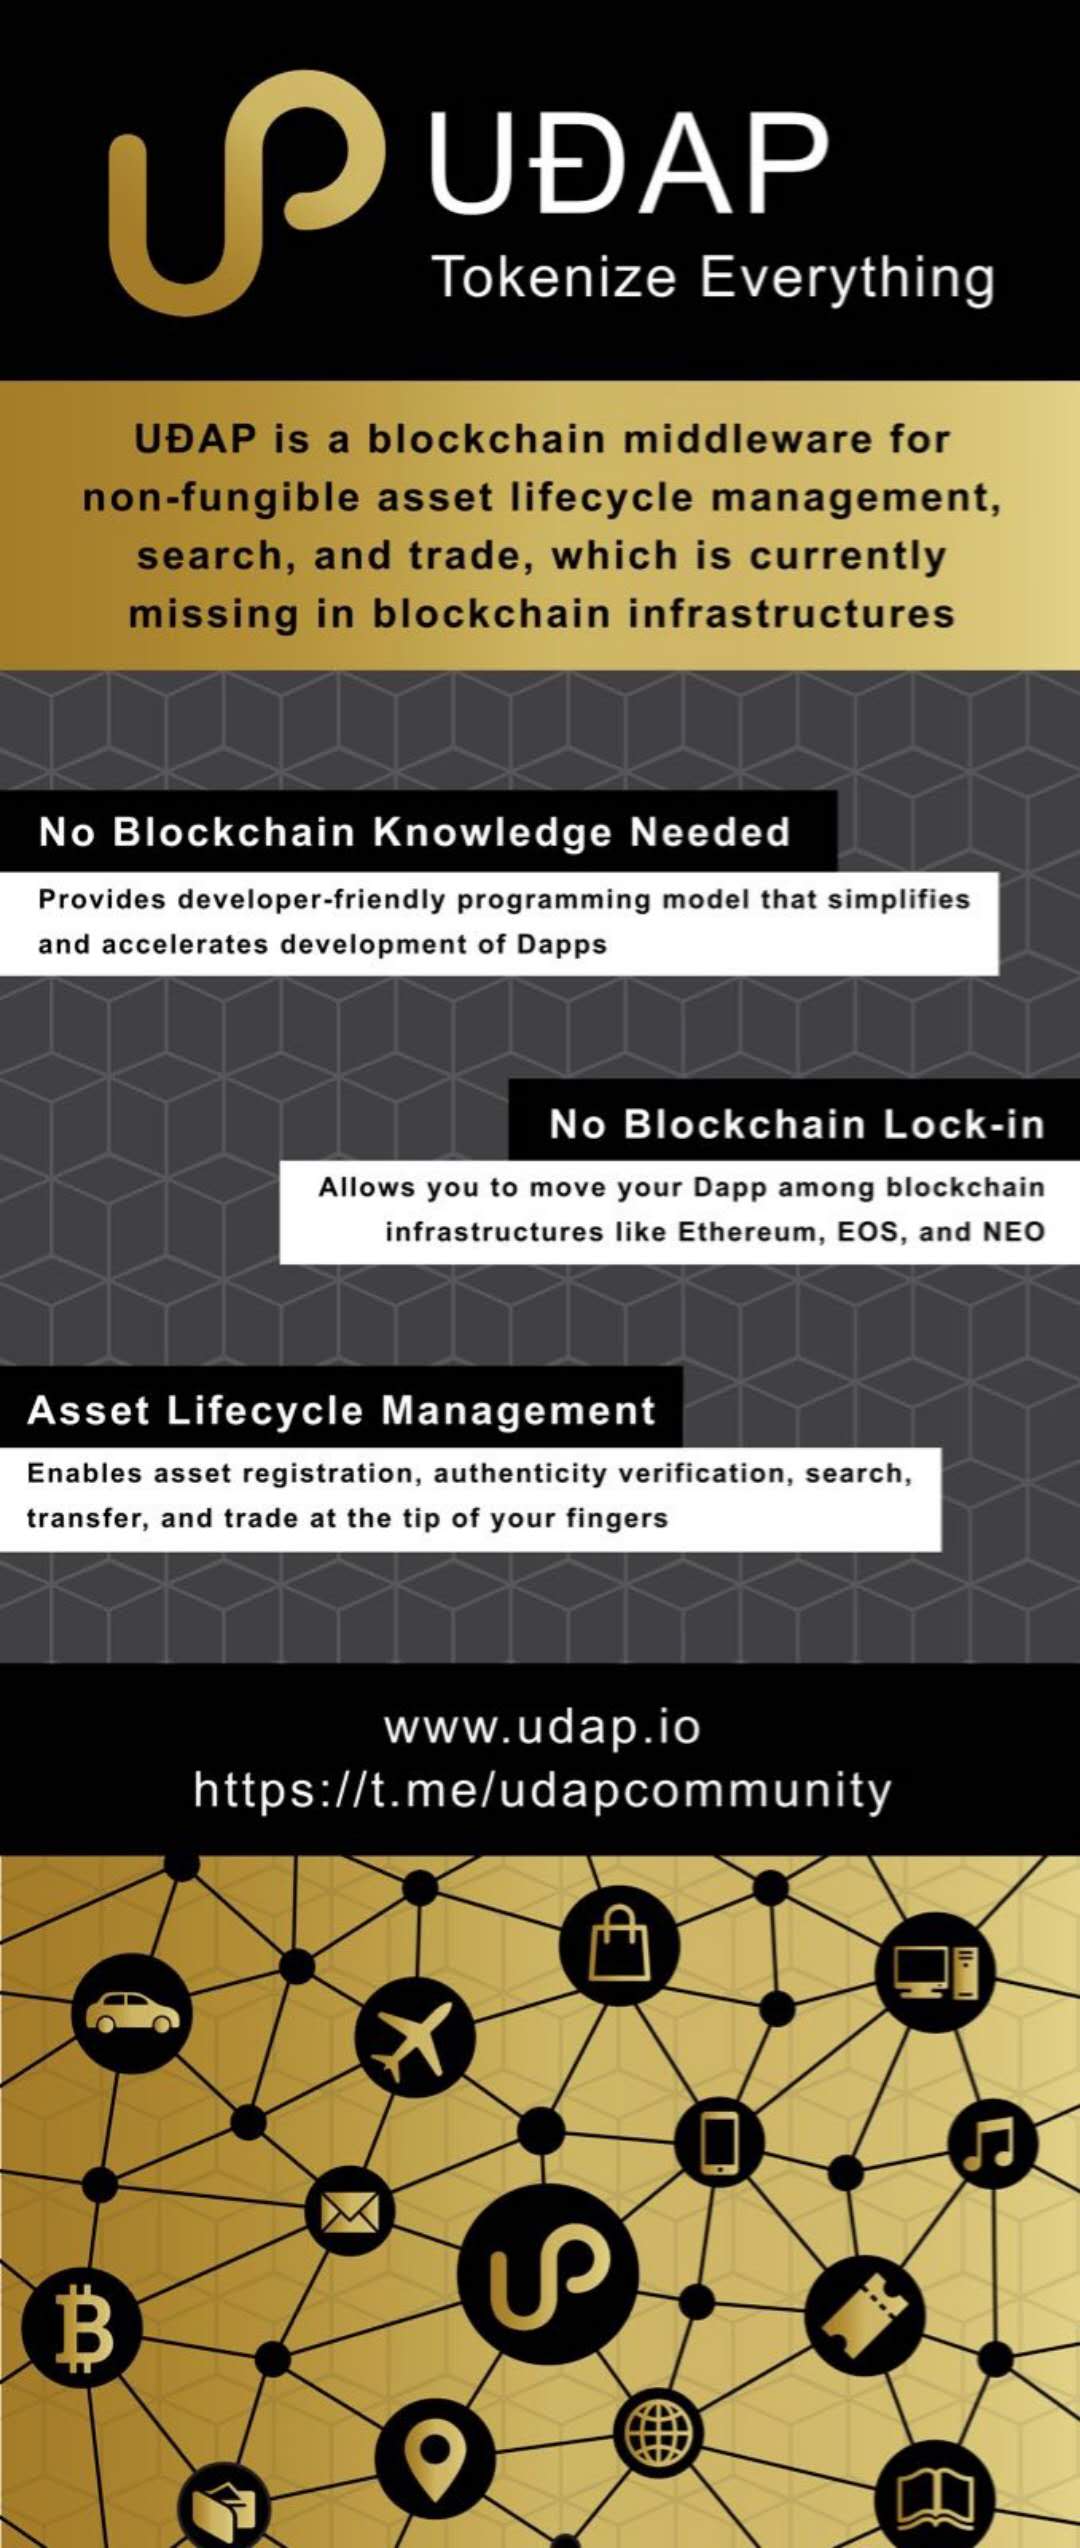 UĐAP
Tokenize Everything
UĐAP is a blockchain middleware for
non-fungible asset lifecycle management,
search, and trade, which is currently
missing in blockchain infrastructures
No Blockchain Knowledge Needed
Provides developer-friendly programming model that simplifies
and accelerates development of Dapps
No Blockchain Lock-in
Allows you to move your Dapp among blockchain
infrastructures like Ethereum, EOS, and NEO
Asset Lifecycle Management
Enables asset registration, authenticity verification, search,
transfer, and trade at the tip of your fingers
www.udap.io
https://t.me/udapcommunity